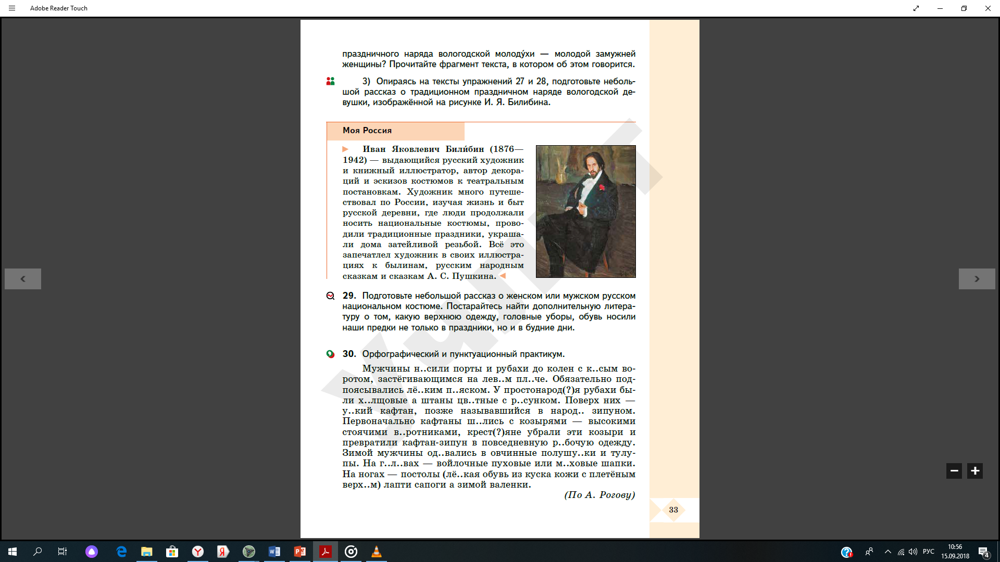 Adobe Reader Touch
праздничного наряда вологодской молоду́хи — молодой замужней
женщины? Прочитайте фрагмент текста, в котором об этом говорится.
3) Опираясь на тексты упражнений 27 и 28, подготовьте неболь-
шой рассказ о традиционном праздничном наряде вологодской де-
вушки, изображённой на рисунке И. Я. Билибина.
Моя Россия
Иван Яковлевич Били́бин (1876—
1942) — выдающийся русский художник
и книжный иллюстратор, автор декора-
ций и эскизов костюмов к театральным
постановкам. Художник много путеше-
ствовал по России, изучая жизнь и быт
русской деревни, где люди продолжали
носить национальные костюмы, прово-
дили традиционные праздники, украша-
ли дома затейливой резьбой. Всё это
запечатлел художник в своих иллюстра-
циях к былинам, русским народным
сказкам и сказкам А. С. Пушкина.
29. Подготовьте небольшой рассказ о женском или мужском русском
национальном костюме. Постарайтесь найти дополнительную литера-
туру о том, какую верхнюю одежду, головные уборы, обувь носили
наши предки не только в праздники, но и в будние дни.
30. Орфографический и пунктуационный практикум.
Мужчины н..сили порты и рубахи до колен с к..сым во-
ротом, застёгивающимся на лев..м пл..че. Обязательно под-
поясывались лё..ким п..яском. У простонарод(?)я рубахи бы-
ли х..лщовые а штаны цв..тные с р..сунком. Поверх них —
у..кий кафтан, позже называвшийся в народ.. зипуном.
Первоначально кафтаны ш..лись с козырями — высокими
стоячими в..ротниками, крест(?)яне убрали эти козыри и
превратили кафтан-зипун в повседневную р..бочую одежду.
Зимой мужчины од..вались в овчинные полушу..ки и тулу-
пы. На г..л..вах — войлочные пуховые или м..ховые шапки.
На ногах — постолы (лё..кая обувь из куска кожи с плетёным
верх..м) лапти сапоги а зимой валенки.
(По А. Рогову)
33
РУС
10:56
15.09.2018
4